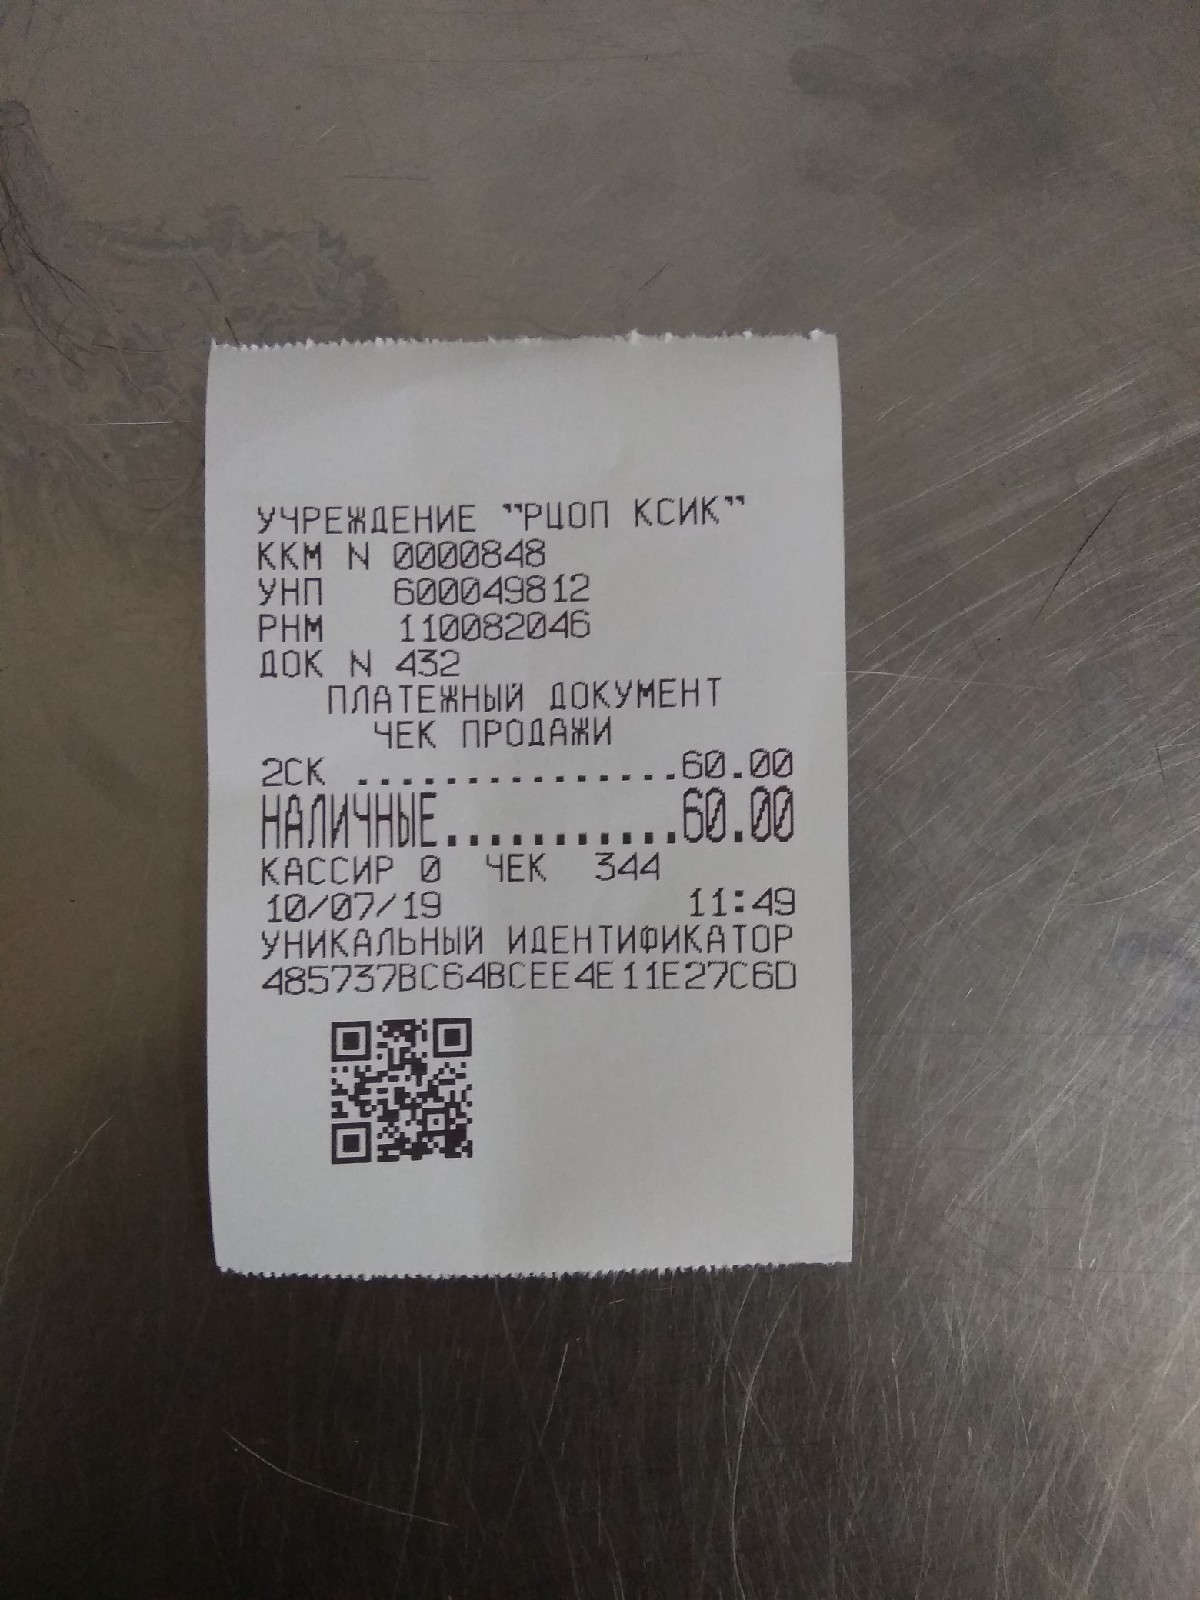 УЧРЕЖДЕНИЕ "РЦОП КСИК"
ККМ N 0000848
УНП 600049812
РНМ 110082046
ДОК N 432
ПЛАТЕЖНЫЙ ДОКУМЕНТ
ЧЕК ПРОДАЖИ
2СК ...............60.00
НАЛИЧНЫЕ...........60.00
КАССИР 0 ЧЕК 344
10/07/19 11:49
УНИКАЛЬНЫЙ ИДЕНТИФИКАТОР
485737BC64BCEE4E11E27C6D